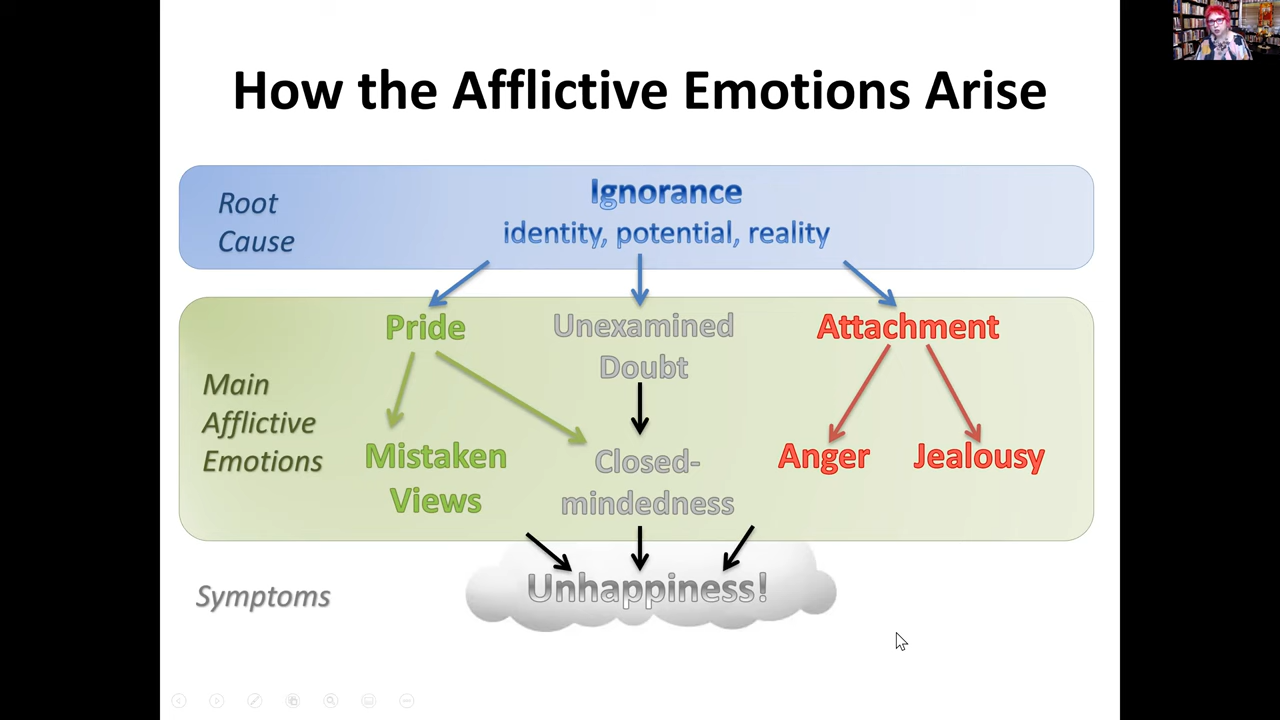 How the Afflictive Emotions Arise
Root
Cause
Ignorance
identity, potential, reality
Pride
Unexamined
Doubt
Attachment
Main
Afflictive
Emotions
Mistaken
Views
Closed-
mindedness
Anger
Jealousy
Symptoms
Unhappiness!